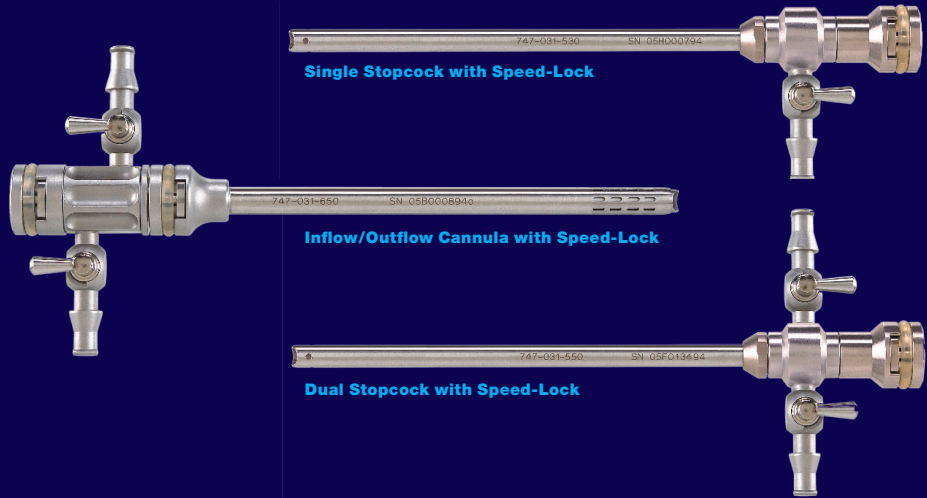 747-031-530 SN 05H000794
Single Stopcock with Speed-Lock
747-031-650 SN 05B0008940
Inflow/Outflow Cannula with Speed-Lock
747-031-550 SN 05F013494
Dual Stopcock with Speed-Lock